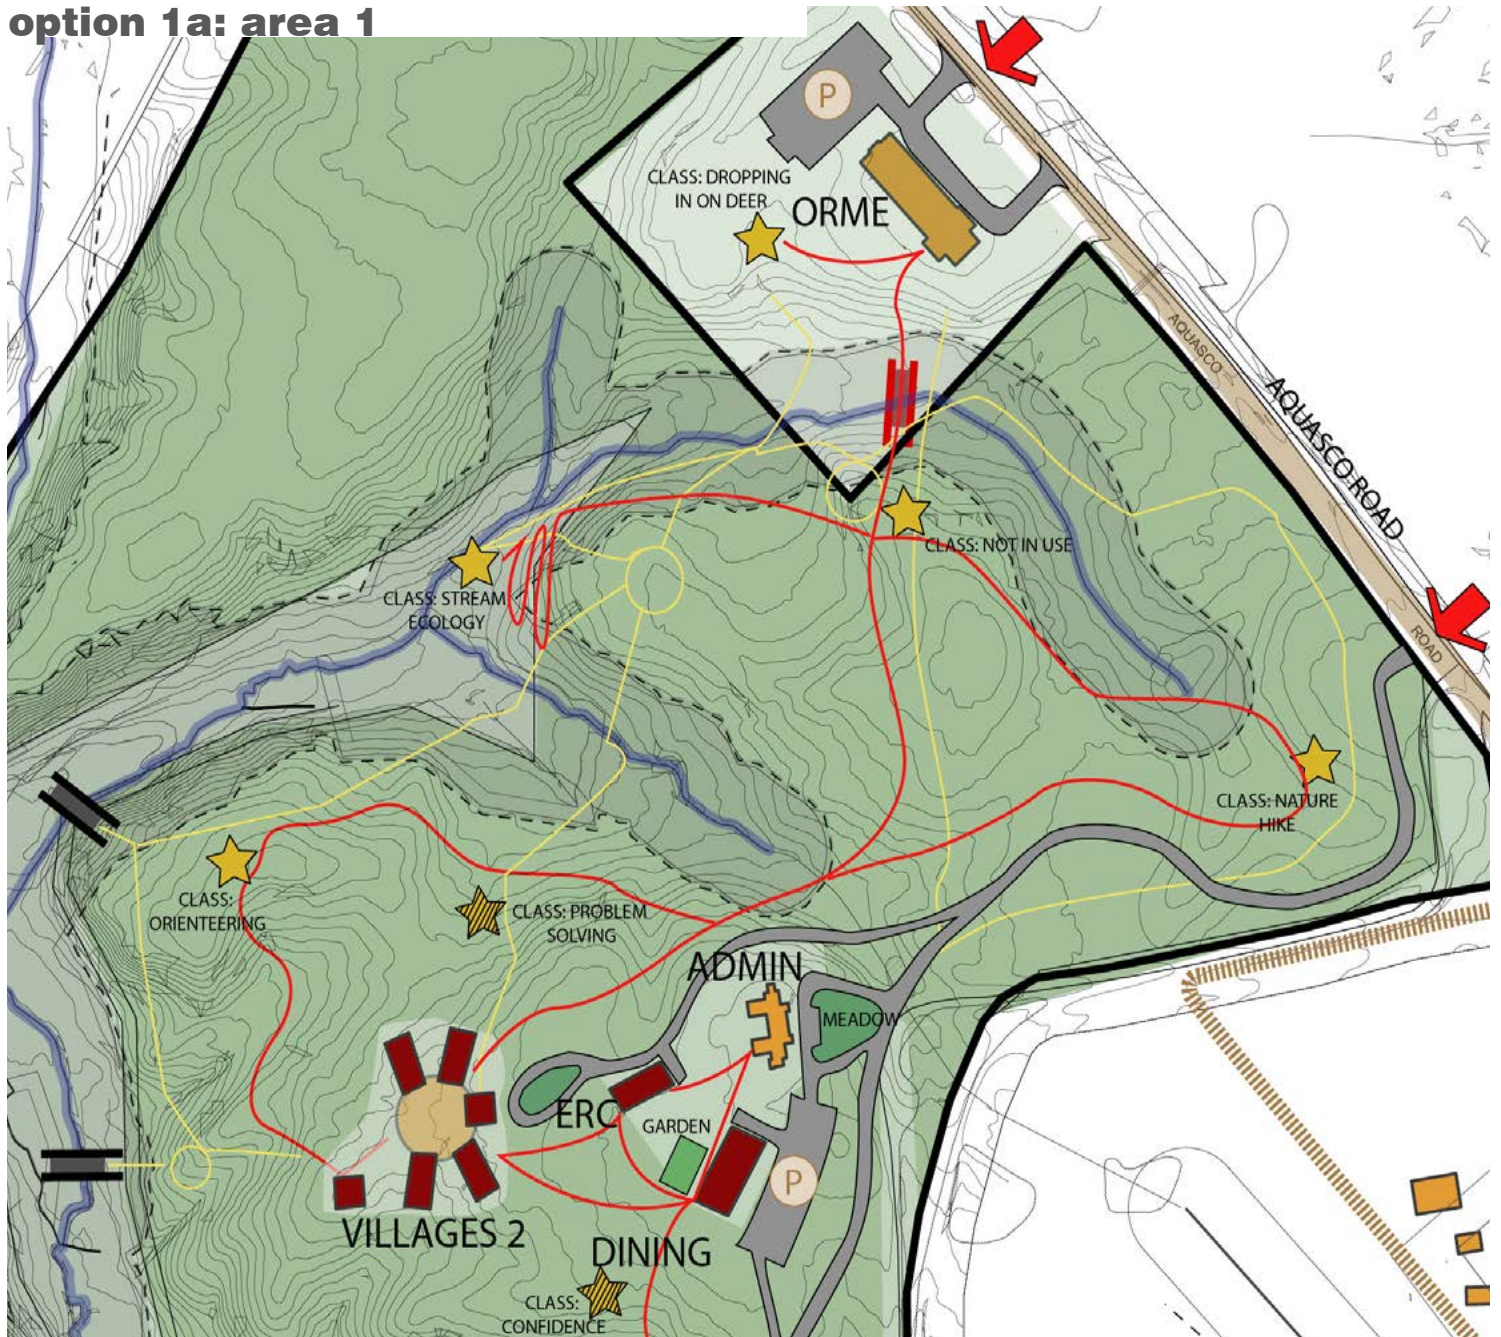 option 1a: area 1
P
CLASS: DROPPING
IN ON DEER
ORME
AQUASCO
AQUASCO ROAD
CLASS: NOT IN USE
CLASS: STREAM
ECOLOGY
ROAD
CLASS: NATURE
HIKE
CLASS:
ORIENTEERING
CLASS: PROBLEM
SOLVING
ADMIN
MEADOW
ERC
GARDEN
P
VILLAGES 2
DINING
CLASS:
CONFIDENCE